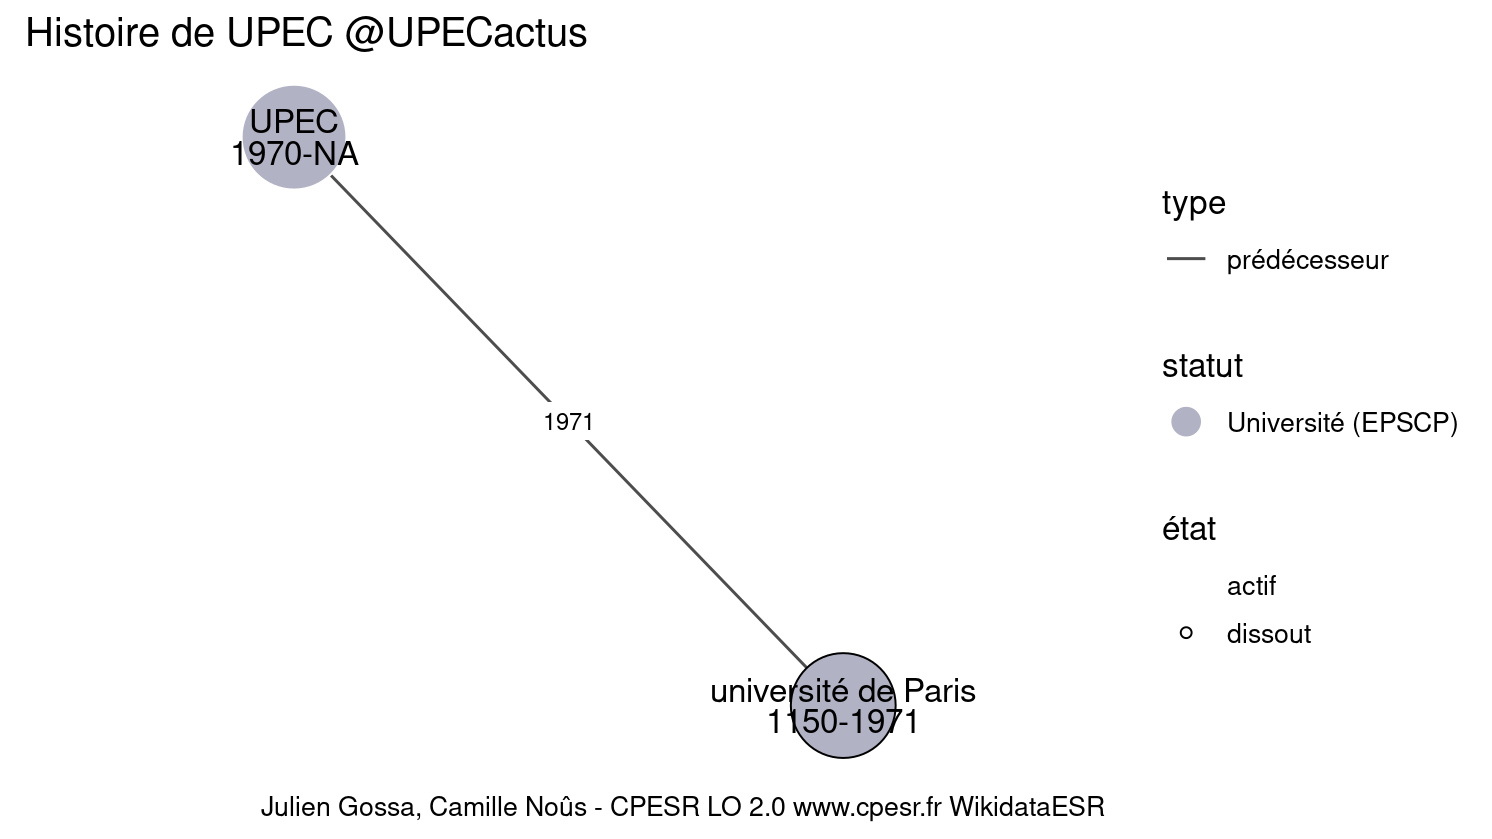 Histoire de UPEC @UPECactus
UPEC
1970-NA
1971
université de Paris
1150-1971
type
prédécesseur
statut
Université (EPSCP)
état
actif
dissout
Julien Gossa, Camille Noûs - CPESR LO 2.0 www.cpesr.fr WikidataESR